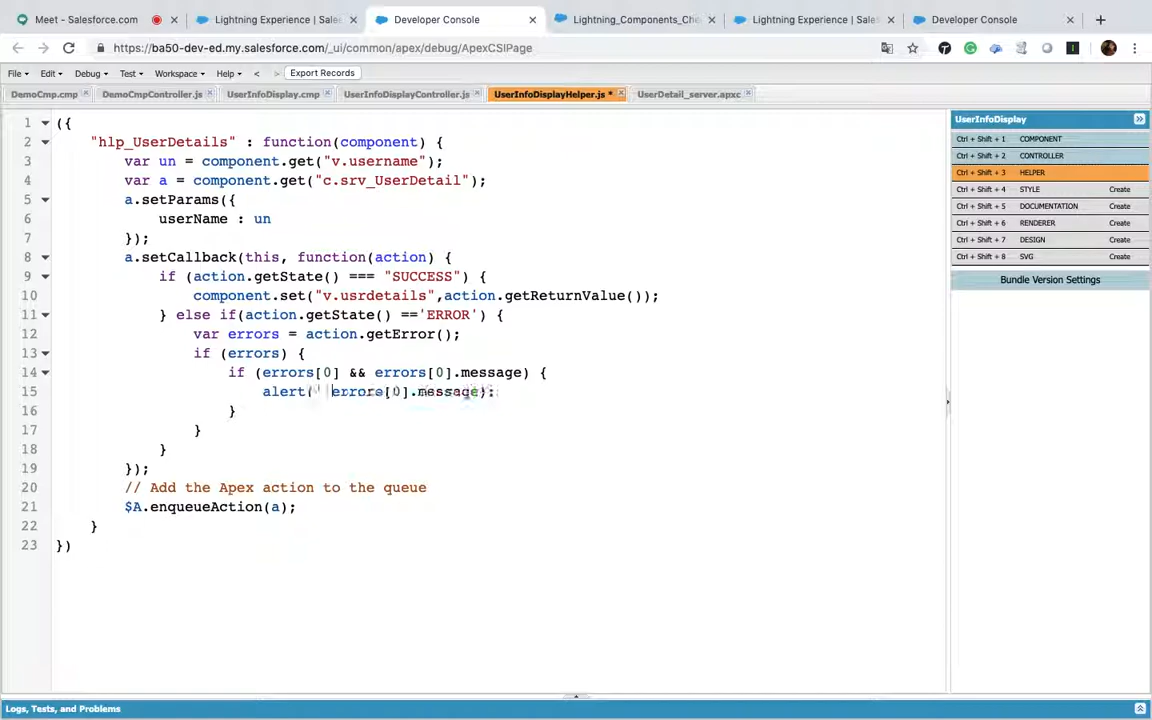 Meet - Salesforce.com
Lightning Experience | Sales
Developer Console
Lightning_Components_Che
Lightning Experience | Sales
Developer Console
https://ba50-dev-ed.my.salesforce.com/_ui/common/apex/debug/ApexCSIPage
File Edit Debug Test Workspace Help < > Export Records
DemoCmp.cmp DemoCmpController.js UserInfoDisplay.cmp UserInfoDisplayController.js UserInfoDisplayHelper.js * UserDetail_server.apxc
1 ({
2 "hlp_UserDetails" : function(component) {
3 var un = component.get("v.username");
4 var a = component.get("c.srv_UserDetail");
5 a.setParams({
6 userName : un
7 });
8 a.setCallback(this, function(action) {
9 if (action.getState() === "SUCCESS") {
10 component.set("v.usrdetails",action.getReturnValue());
11 } else if(action.getState() =='ERROR') {
12 var errors = action.getError();
13 if (errors) {
14 if (errors[0] && errors[0].message) {
15 alert( errors[0].message);
16 }
17 }
18 }
19 });
20 // Add the Apex action to the queue
21 $A.enqueueAction(a);
22 }
23 })
UserInfoDisplay
Ctrl + Shift + 1 COMPONENT
Ctrl + Shift + 2 CONTROLLER
Ctrl + Shift + 3 HELPER
Ctrl + Shift + 4 STYLE Create
Ctrl + Shift + 5 DOCUMENTATION Create
Ctrl + Shift + 6 RENDERER Create
Ctrl + Shift + 7 DESIGN Create
Ctrl + Shift + 8 SVG Create
Bundle Version Settings
Logs, Tests, and Problems